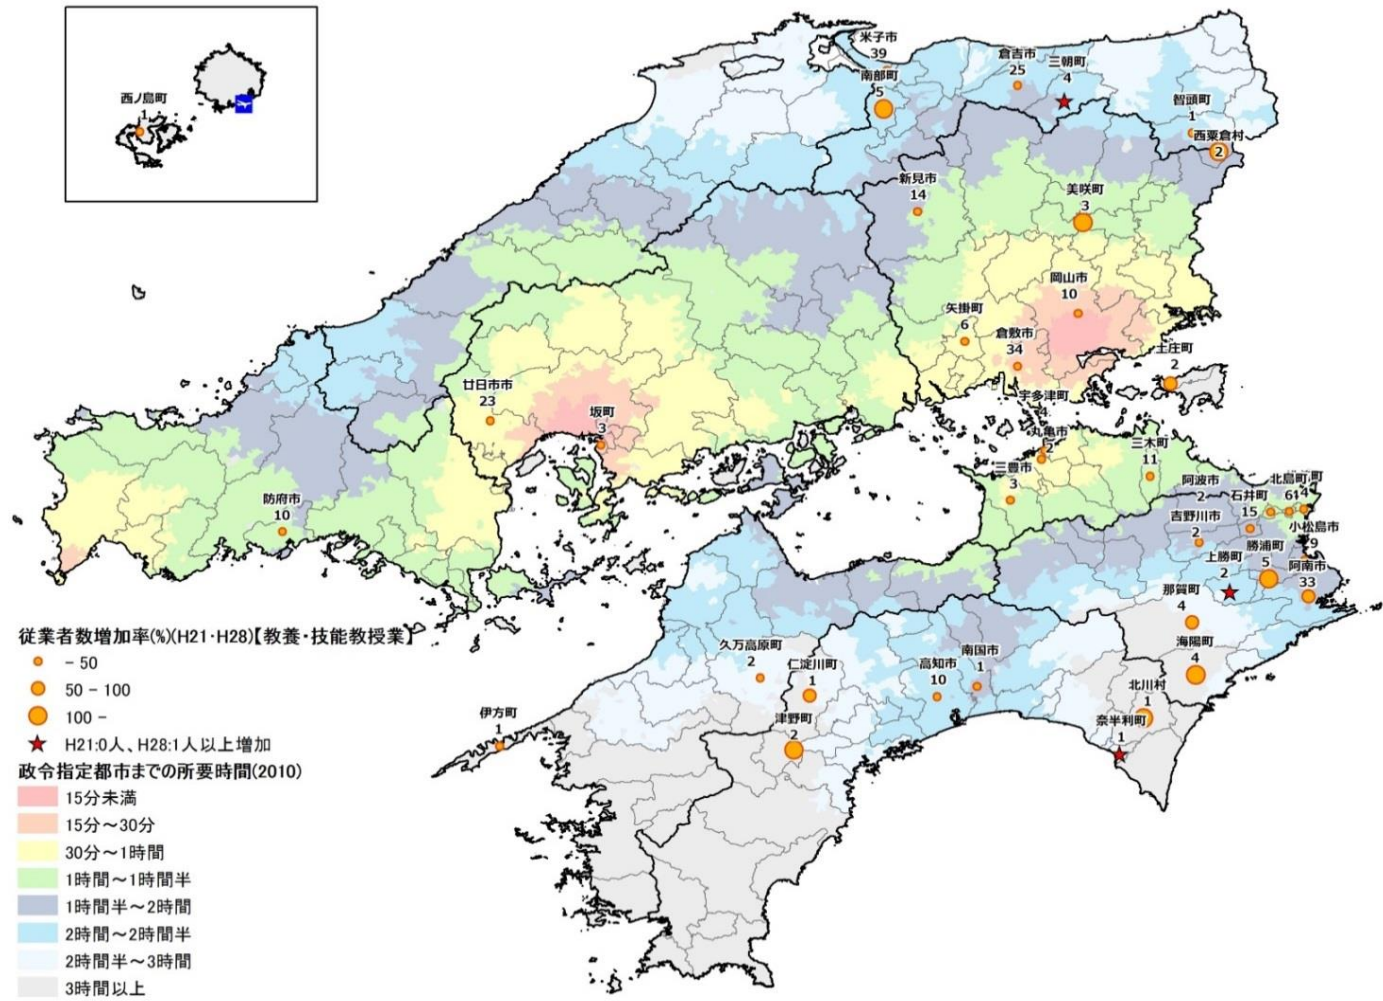 西ノ島町
1
米子市
39
南部町
5
倉吉市
25
三朝町
4
智頭町
1
西粟倉村
2
新見市
14
美咲町
3
岡山市
10
矢掛町
6
倉敷市
34
土庄町
2
廿日市市
23
坂町
3
宇多津町
4
丸亀市
2
三豊市
3
三木町
11
防府市
10
阿波市
2
北島町
石井町
15
吉野川市
2
小松島市
9
勝浦町
5
上勝町
2
阿南市
33
那賀町
4
海陽町
4
久万高原町
2
仁淀川町
1
高知市
10
南国市
1
北川村
1
奈半利町
1
津野町
2
伊方町
1
従業者数増加率(%)(H21・H28)【教養・技能教授業】
- 50
50 - 100
100 -
H21:0人、H28:1人以上増加
政令指定都市までの所要時間(2010)
15分未満
15分～30分
30分～1時間
1時間～1時間半
1時間半～2時間
2時間～2時間半
2時間半～3時間
3時間以上